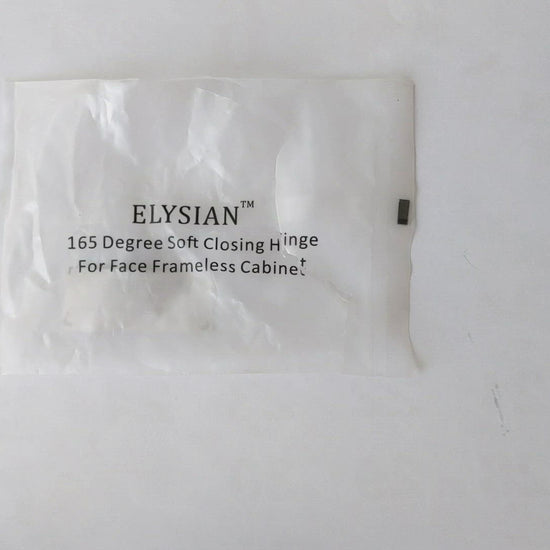 ELYSIAN™
165 Degree Soft Closing Hinge
For Face Frameless Cabinet